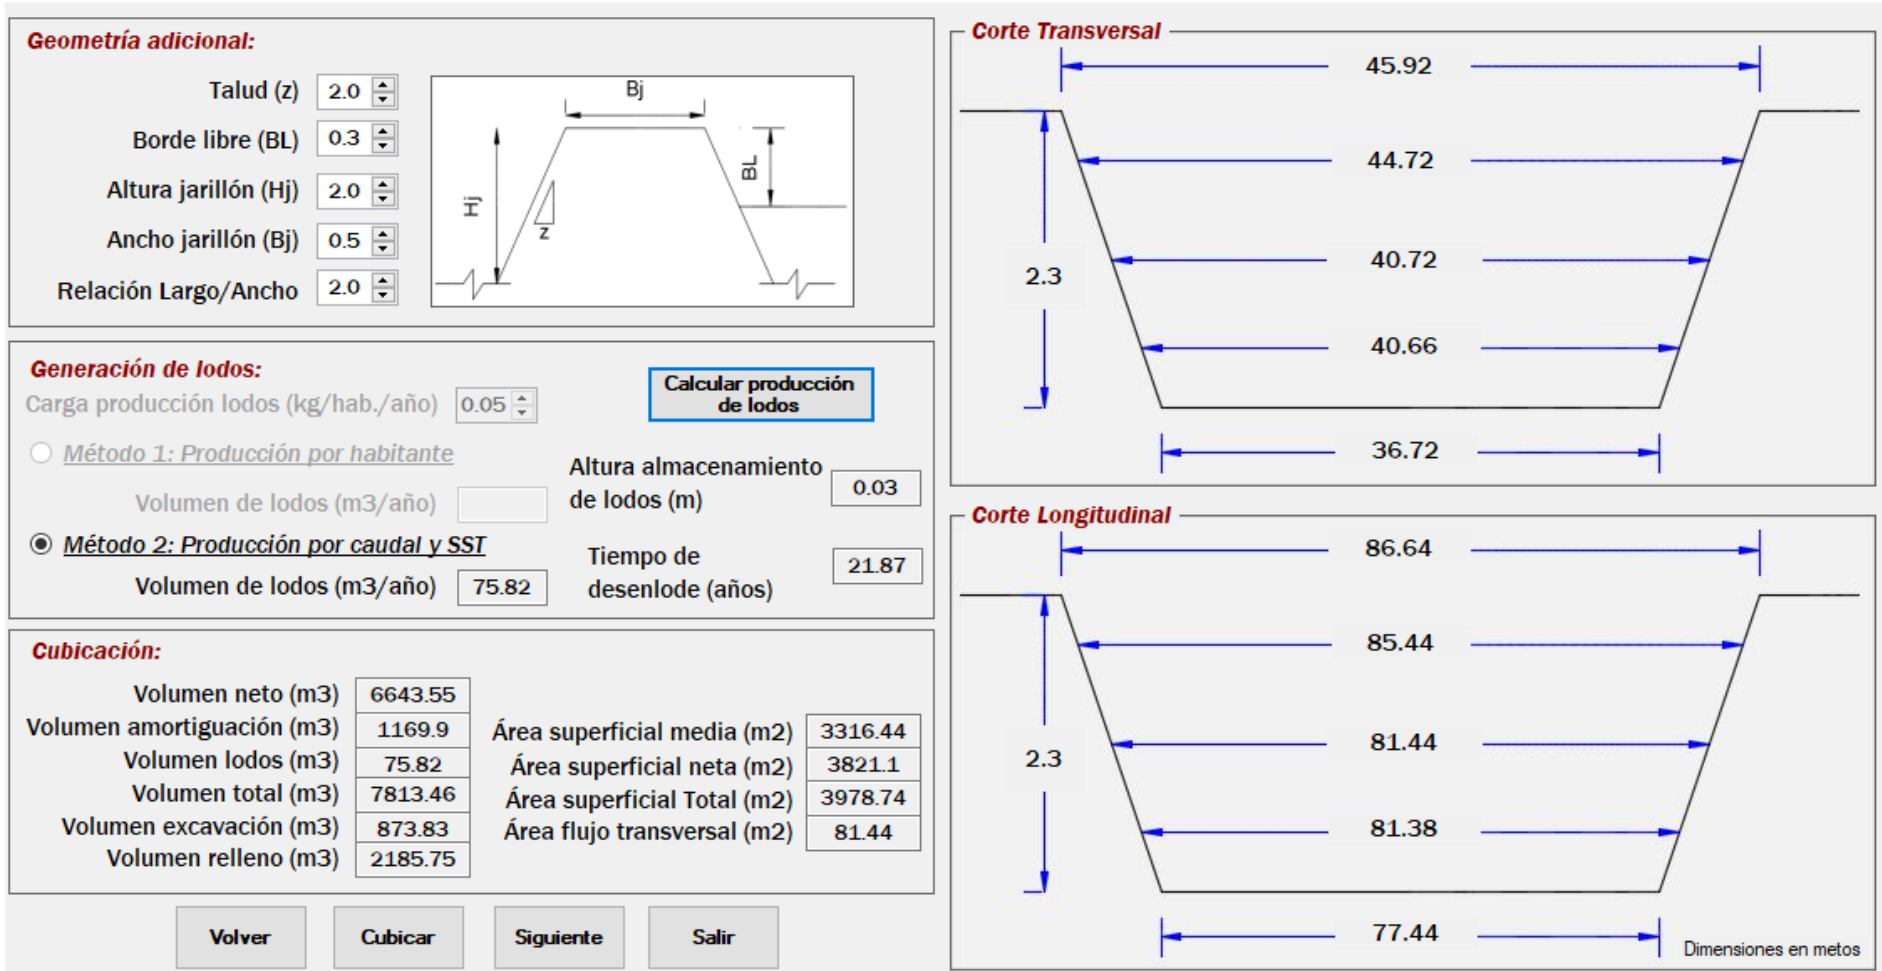 Geometría adicional:
Talud (z) 2.0
Borde libre (BL) 0.3
Altura jarillón (Hj) 2.0
Ancho jarillón (Bj) 0.5
Relación Largo/Ancho 2.0
Bj
BL
Hj
z
Generación de lodos:
Carga producción lodos (kg/hab./año) 0.05
Calcular producción
de lodos
Método 1: Producción por habitante
Volumen de lodos (m3/año)
Método 2: Producción por caudal y SST
Volumen de lodos (m3/año) 75.82
Altura almacenamiento
de lodos (m) 0.03
Tiempo de
desenlode (años) 21.87
Cubicación:
Volumen neto (m3) 6643.55
Volumen amortiguación (m3) 1169.9
Volumen lodos (m3) 75.82
Volumen total (m3) 7813.46
Volumen excavación (m3) 873.83
Volumen relleno (m3) 2185.75
Área superficial media (m2) 3316.44
Área superficial neta (m2) 3821.1
Área superficial Total (m2) 3978.74
Área flujo transversal (m2) 81.44
Volver Cubicar Siguiente Salir
Corte Transversal
45.92
44.72
40.72
2.3
40.66
36.72
Corte Longitudinal
86.64
85.44
81.44
2.3
81.38
77.44
Dimensiones en metos